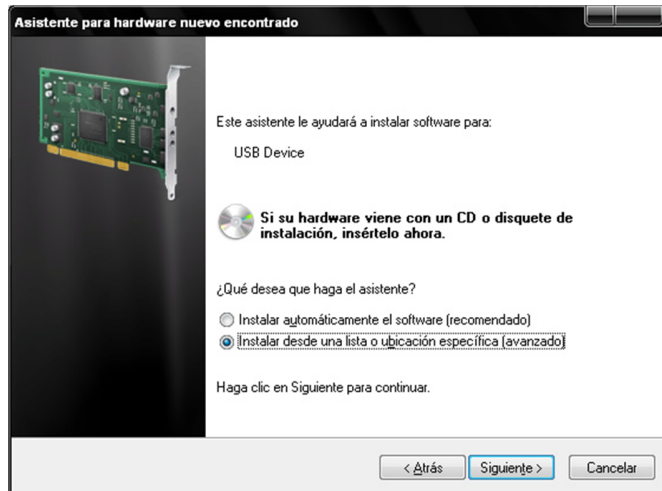 Asistente para hardware nuevo encontrado
Este asistente le ayudará a instalar software para:
USB Device
Si su hardware viene con un CD o disquete de
instalación, insértelo ahora.
¿Qué desea que haga el asistente?
Instalar automáticamente el software (recomendado)
Instalar desde una lista o ubicación específica (avanzado)
Haga clic en Siguiente para continuar.
< Atrás
Siguiente >
Cancelar